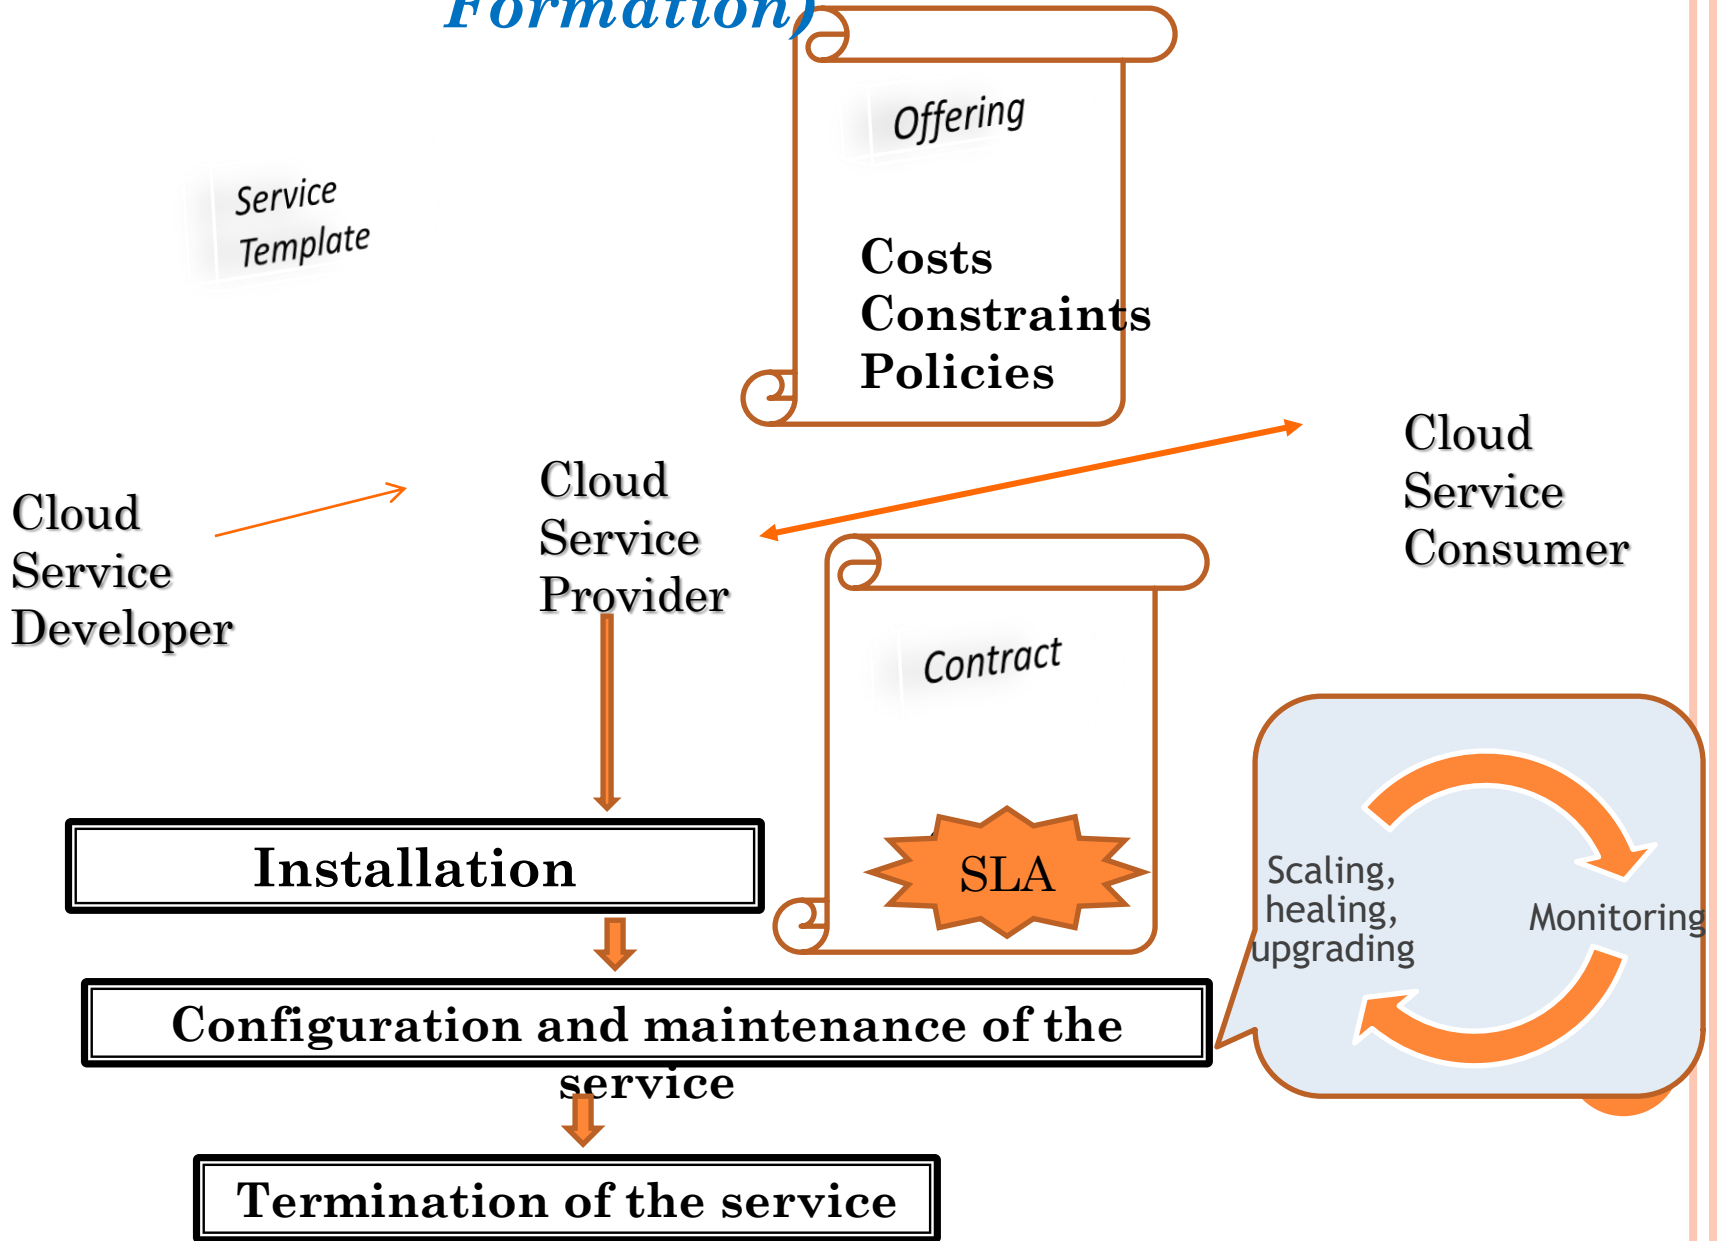 Formation)
Offering
Service
Template
Costs
Constraints
Policies
Cloud
Service
Developer
Cloud
Service
Provider
Cloud
Service
Consumer
Contract
SLA
Installation
Scaling,
healing,
upgrading
Monitoring
Configuration and maintenance of the
service
Termination of the service